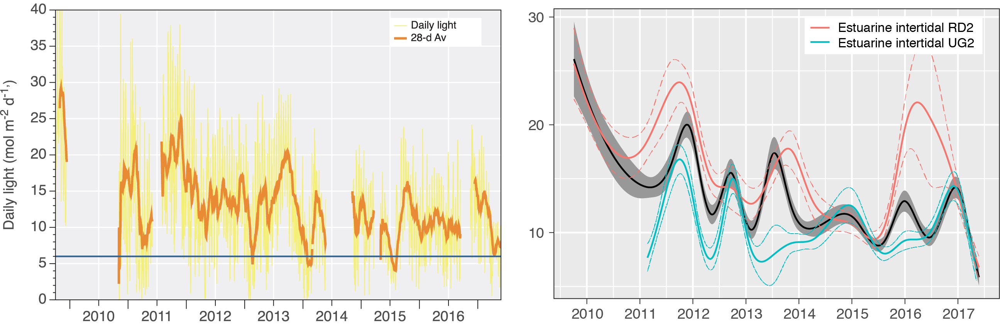 Daily light (mol m-2 d-1,)
40
35
30
25
20
15
10
5
0
Daily light
28-d Av
2010 2011 2012 2013 2014 2015 2016
30
20
10
Estuarine intertidal RD2
Estuarine intertidal UG2
2010 2011 2012 2013 2014 2015 2016 2017